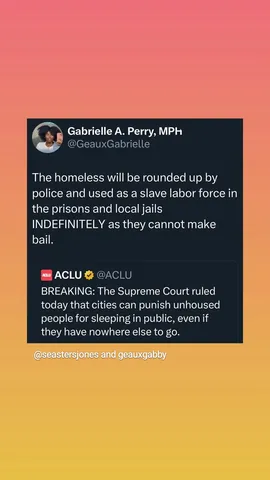 Gabrielle A. Perry, MPH
@GeauxGabrielle
The homeless will be rounded up by
police and used as a slave labor force in
the prisons and local jails
INDEFINITELY as they cannot make
bail.
ACLU @ACLU
BREAKING: The Supreme Court ruled
today that cities can punish unhoused
people for sleeping in public, even if
they have nowhere else to go.
@seastersjones and geauxgabby